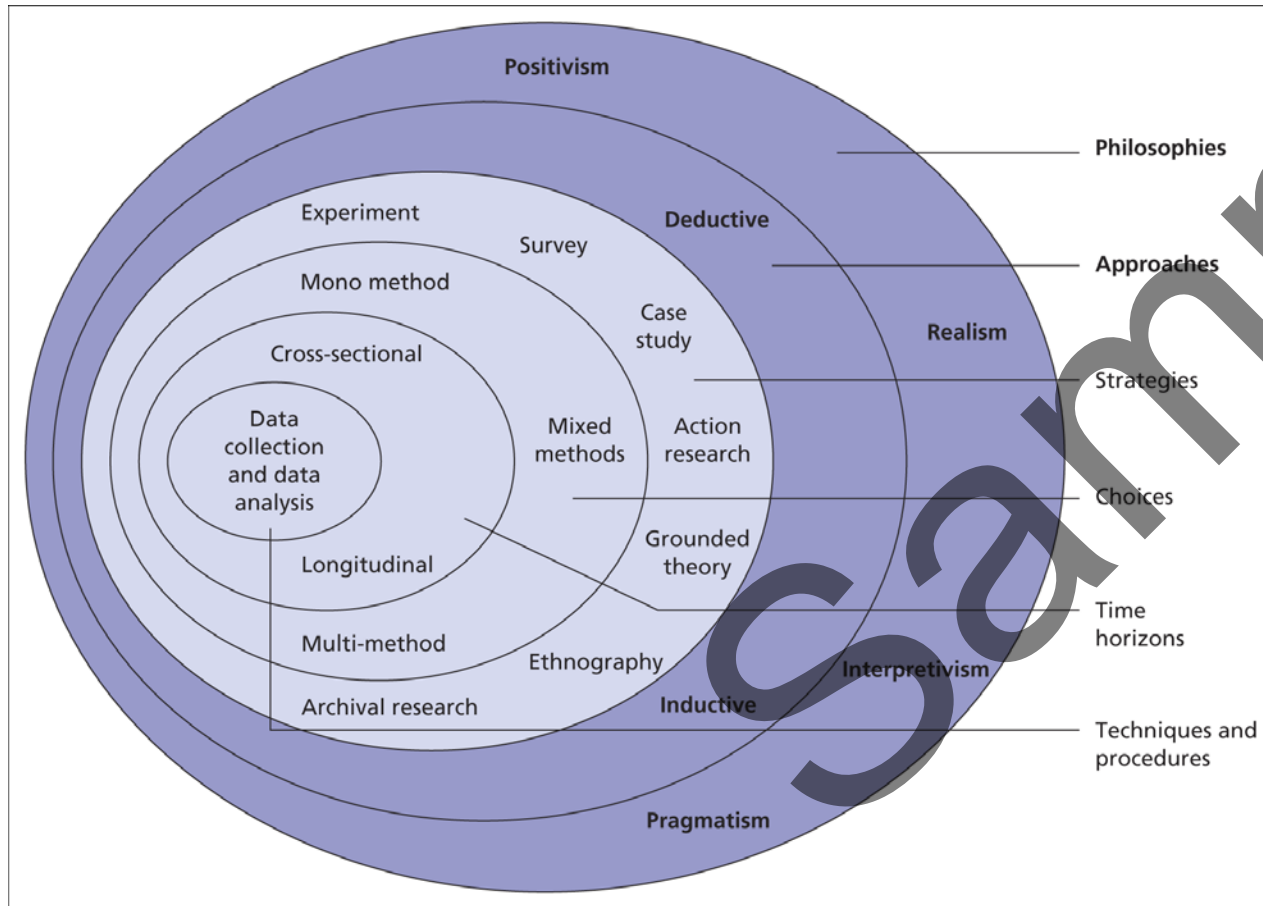 Positivism
Philosophies
Experiment
Deductive
Survey
Approaches
Mono method
Case
study
Realism
Cross-sectional
Strategies
Data
collection
and data
analysis
Mixed
methods
Action
research
Choices
Grounded
theory
Longitudinal
Time
horizons
Multi-method
Ethnography
Interpretivism
Archival research
Inductive
Techniques and
procedures
Pragmatism